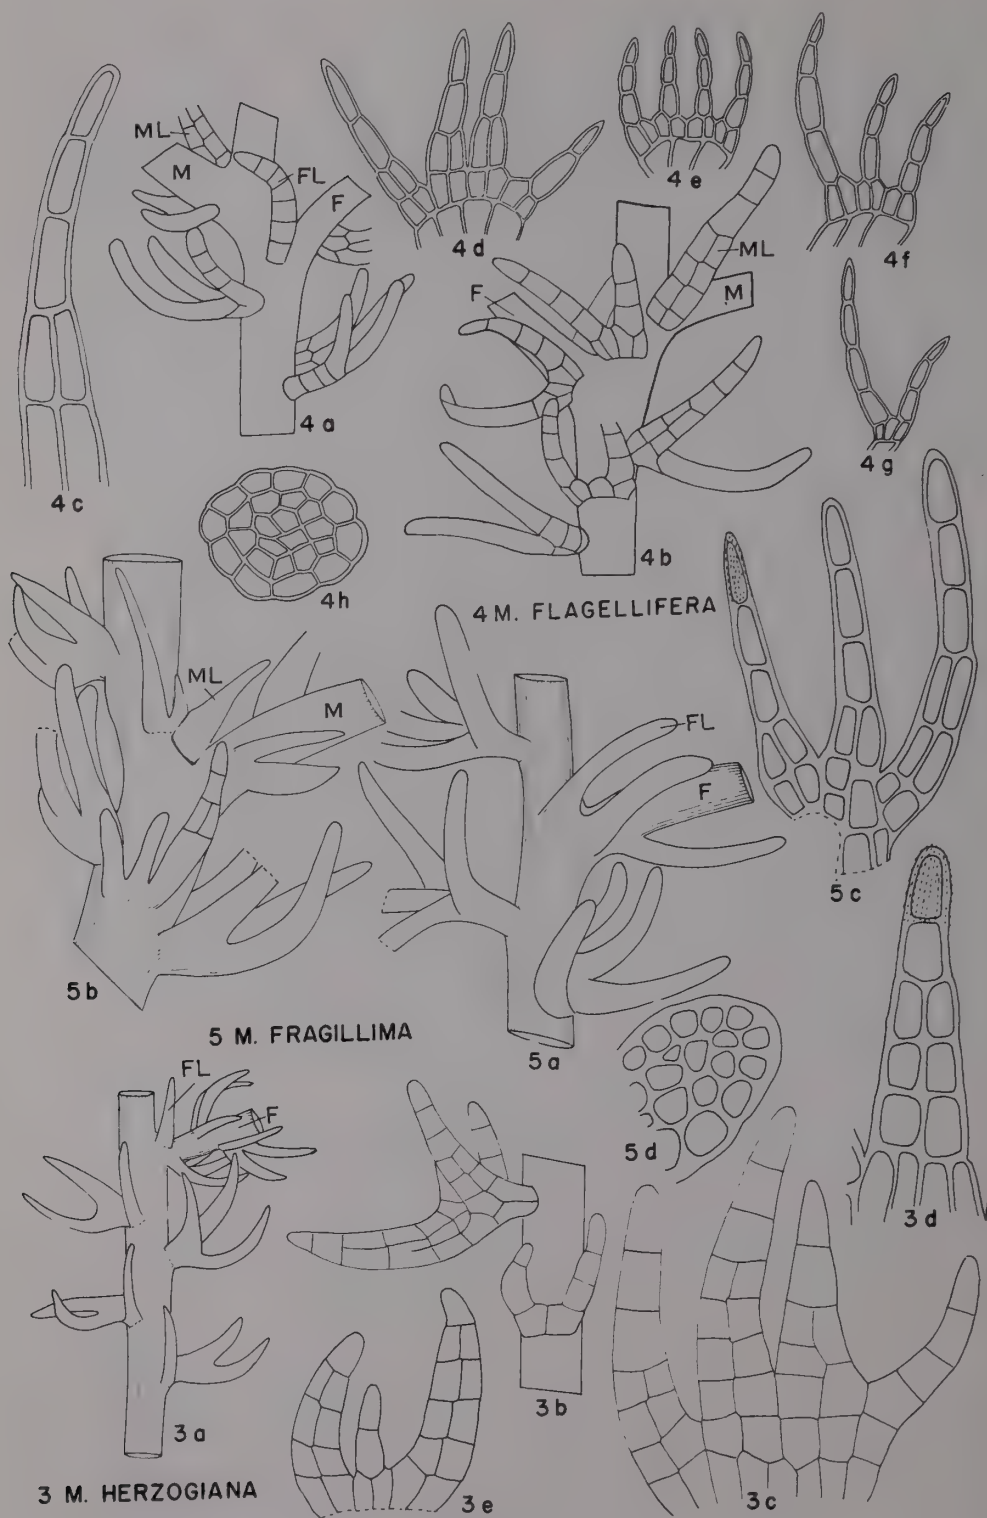 4c
ML
M
FL
F
4a
4d
4e
4f
ML
F
M
4g
4h
4b
4 M. FLAGELLIFERA
ML
M
FL
F
5b
5c
5 M. FRAGILLIMA
5a
5d
FL
F
3d
3a
3b
3 M. HERZOGIANA
3e
3c